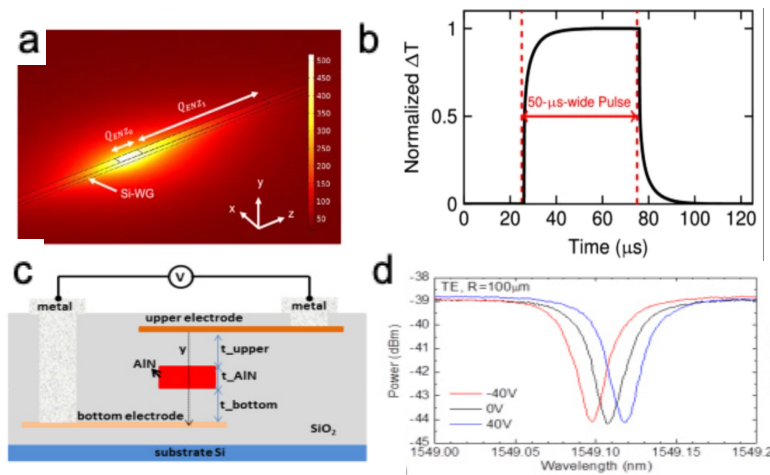 a
Q_ENZ0
Q_ENZ1
Si-WG
x
y
z
500
450
400
350
300
250
200
150
100
50
b
Normalized ΔT
1
0.5
0
50-μs-wide Pulse
0 20 40 60 80 100 120
Time (μs)
c
V
metal
metal
upper electrode
y
t_upper
AlN
t_AlN
t_bottom
bottom electrode
SiO₂
substrate Si
d
Power (dBm)
-38
-39
-40
-41
-42
-43
-44
-45
TE, R=100μm
-40V
0V
40V
1549.00 1549.05 1549.10 1549.15 1549.2
Wavelength (nm)